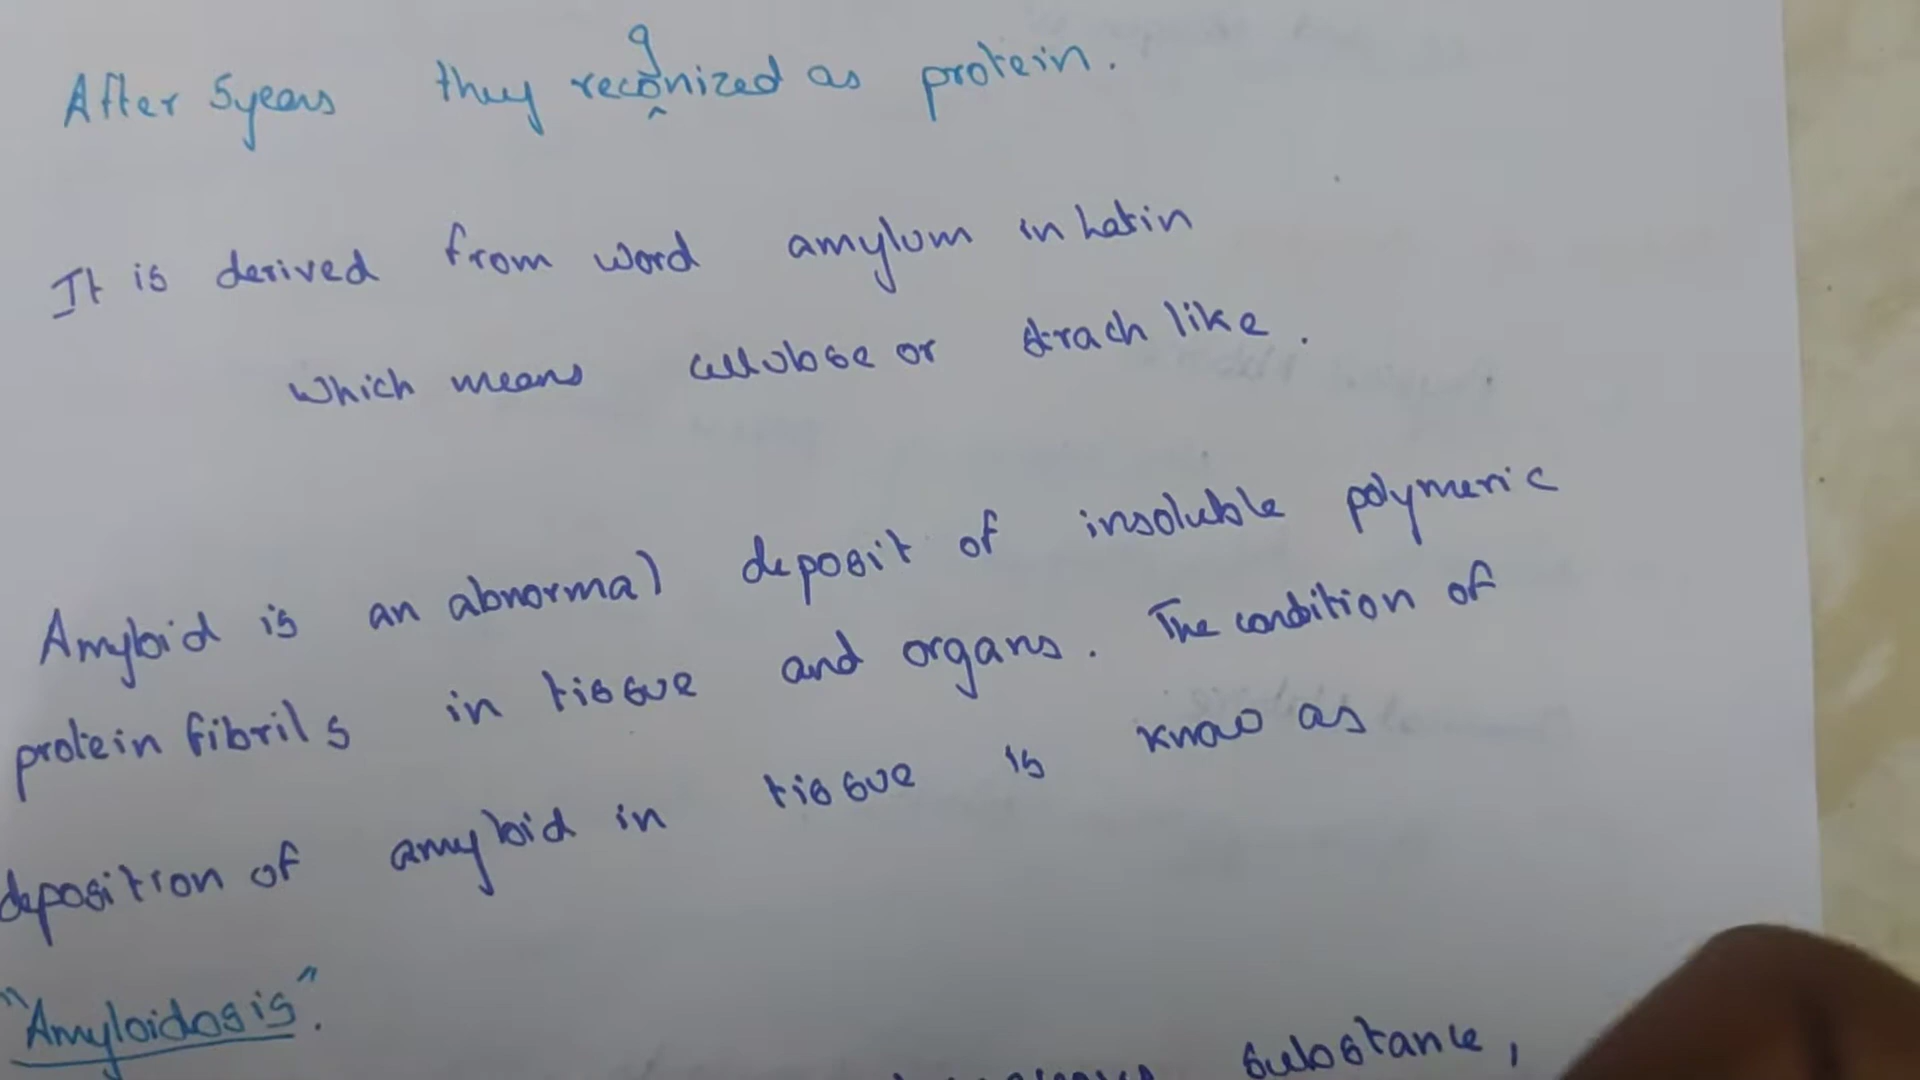 After 5years they recognized as protein.
It is derived from word amylum in Latin
which means cellulose or strach like.
Amyloid is an abnormal deposit of insoluble polymeric
protein fibrils in tissue and organs. The condition of
deposition of amyloid in tissue is know as
"Amyloidosis".
substance,